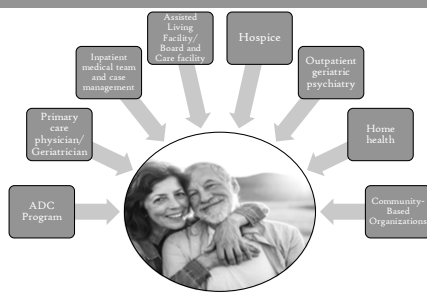 ADC
Program
Primary
care
physician/
Geriatrician
Inpatient
medical team
and case
management
Assisted
Living
Facility/
Board and
Care facility
Hospice
Outpatient
geriatric
psychiatry
Home
health
Community-
Based
Organizations